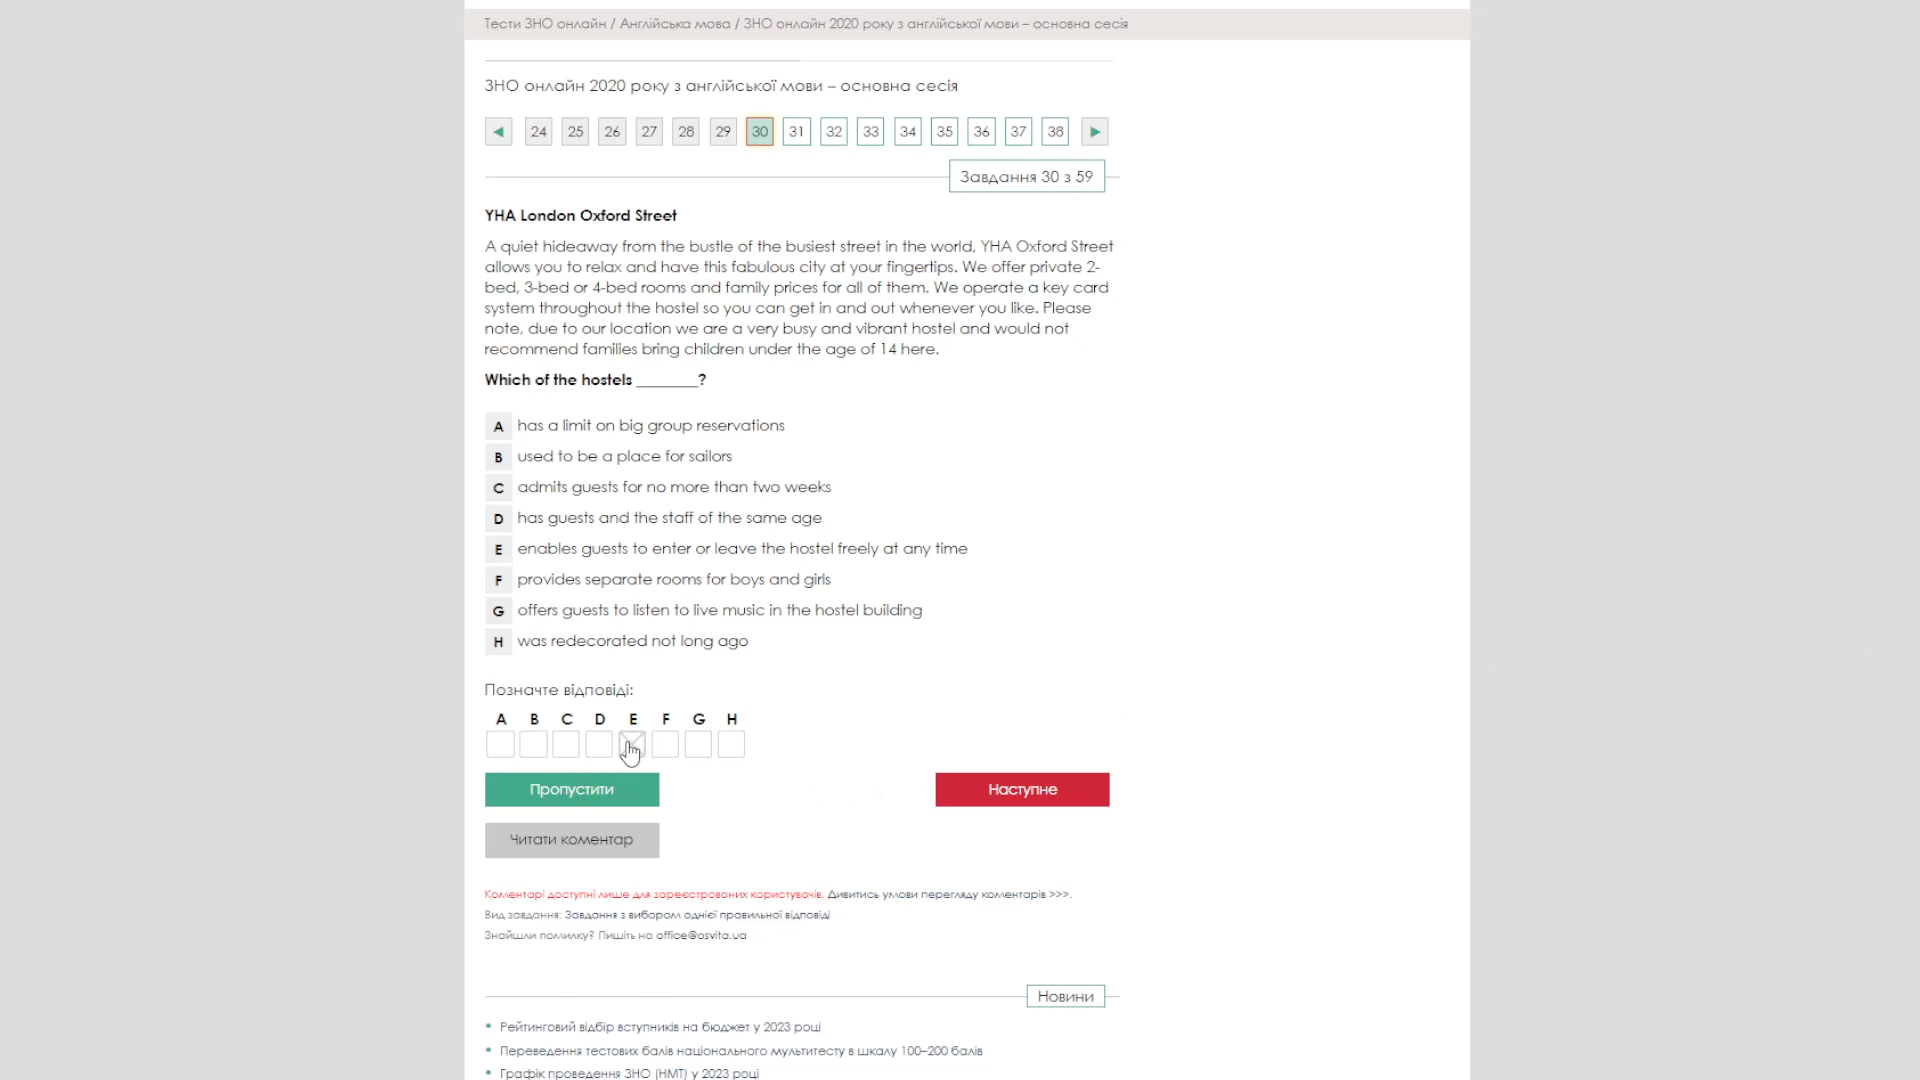 Тести ЗНО онлайн / Англійська мова / ЗНО онлайн 2020 року з англійської мови – основна сесія
ЗНО онлайн 2020 року з англійської мови – основна сесія
◄ 24 25 26 27 28 29 30 31 32 33 34 35 36 37 38 ►
Завдання 30 з 59
YHA London Oxford Street
A quiet hideaway from the bustle of the busiest street in the world, YHA Oxford Street
allows you to relax and have this fabulous city at your fingertips. We offer private 2-
bed, 3-bed or 4-bed rooms and family prices for all of them. We operate a key card
system throughout the hostel so you can get in and out whenever you like. Please
note, due to our location we are a very busy and vibrant hostel and would not
recommend families bring children under the age of 14 here.
Which of the hostels ________?
A has a limit on big group reservations
B used to be a place for sailors
C admits guests for no more than two weeks
D has guests and the staff of the same age
E enables guests to enter or leave the hostel freely at any time
F provides separate rooms for boys and girls
G offers guests to listen to live music in the hostel building
H was redecorated not long ago
Позначте відповіді:
A B C D E F G H
Пропустити Наступне
Читати коментар
Коментарі доступні лише для зареєстрованих користувачів. Дивитись умови перегляду коментарів >>>.
Вид завдання: Завдання з вибором однієї правильної відповіді
Знайшли помилку? Пишіть на office@osvita.ua
Новини
• Рейтинговий відбір вступників на бюджет у 2023 році
• Переведення тестових балів національного мультитесту в шкалу 100–200 балів
• Графік проведення ЗНО (НМТ) у 2023 році